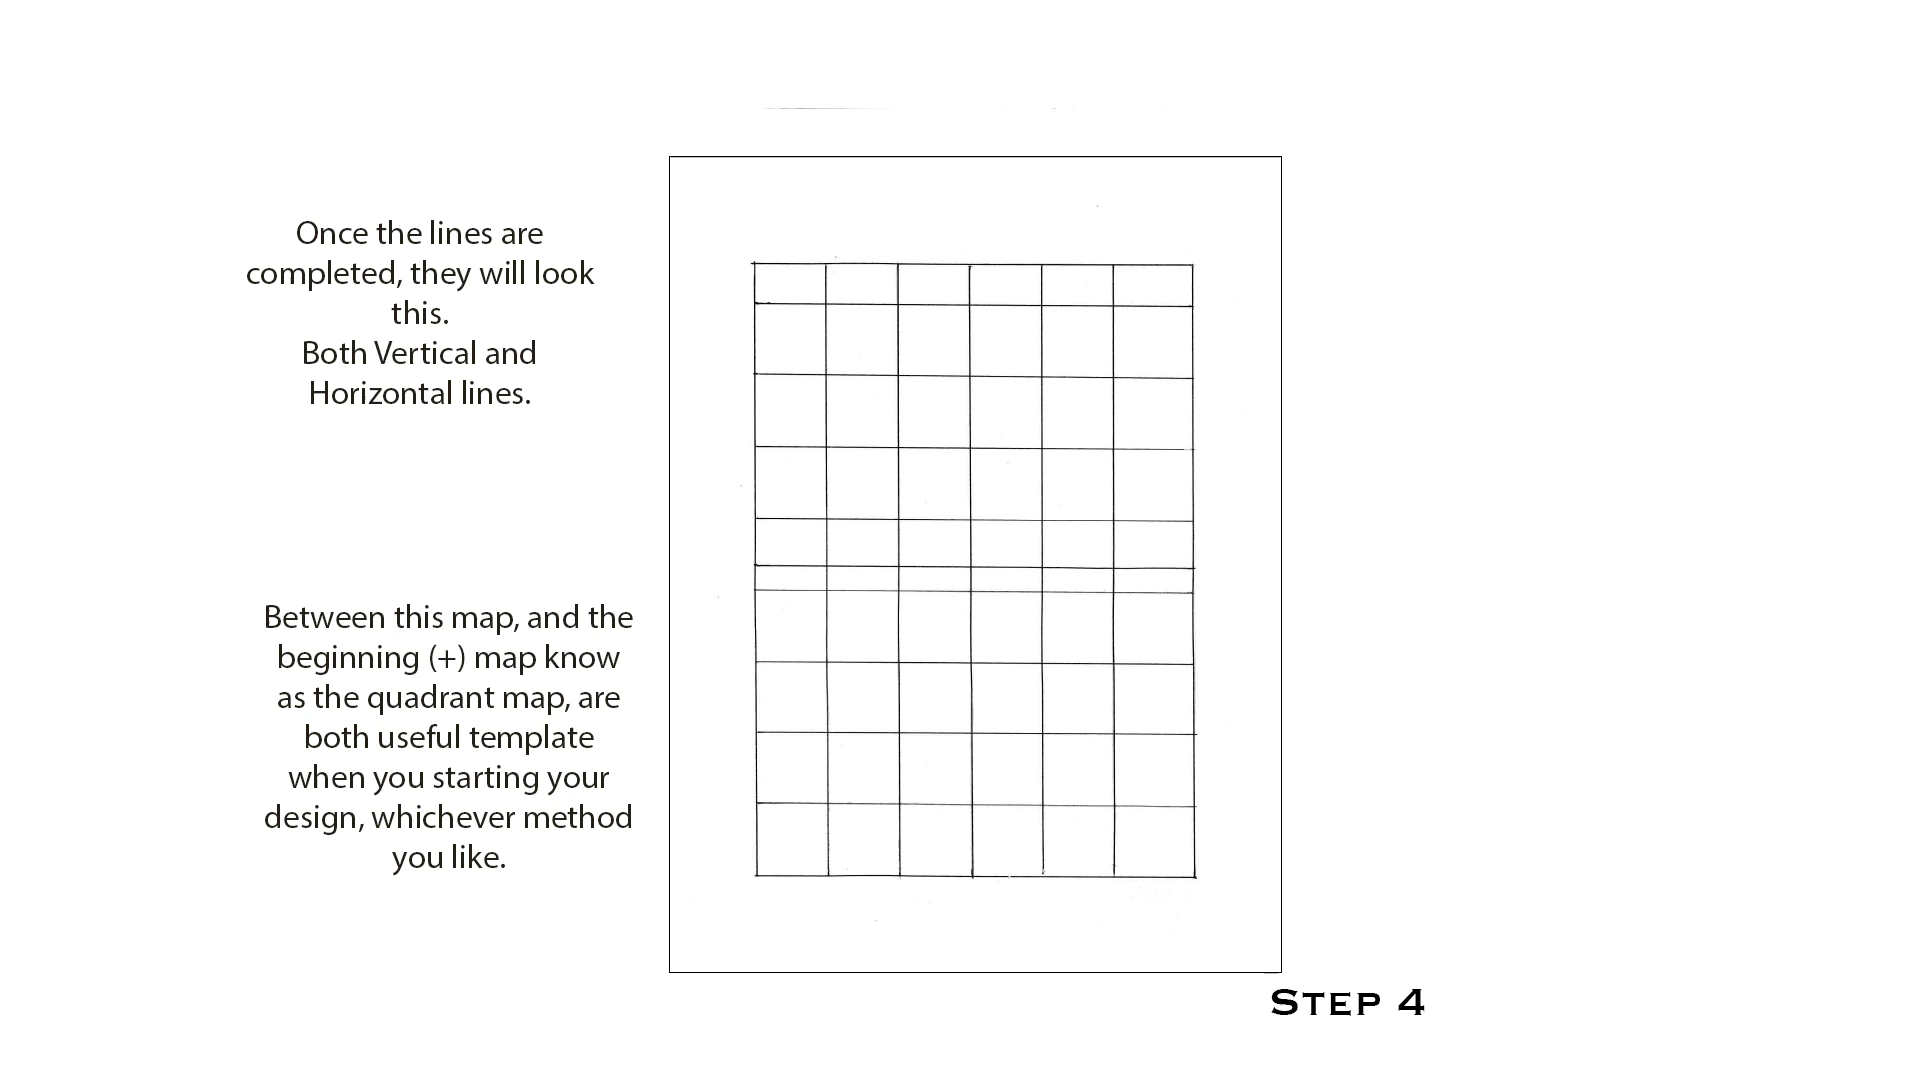 Once the lines are
completed, they will look
this.
Both Vertical and
Horizontal lines.
Between this map, and the
beginning (+) map know
as the quadrant map, are
both useful template
when you starting your
design, whichever method
you like.
Step 4